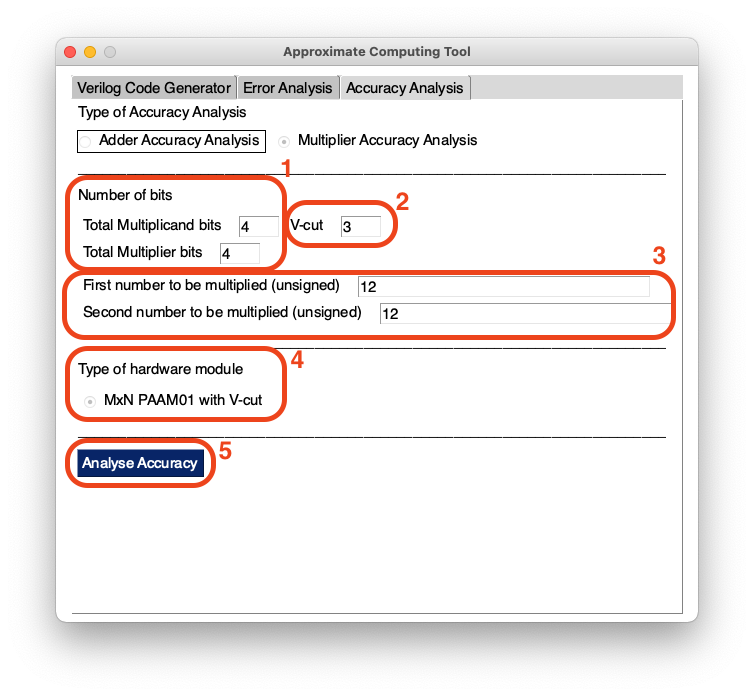 Approximate Computing Tool
Verilog Code Generator Error Analysis Accuracy Analysis
Type of Accuracy Analysis
Adder Accuracy Analysis Multiplier Accuracy Analysis
1
Number of bits
2
Total Multiplicand bits 4 V-cut 3
Total Multiplier bits 4
3
First number to be multiplied (unsigned) 12
Second number to be multiplied (unsigned) 12
4
Type of hardware module
MxN PAAM01 with V-cut
5
Analyse Accuracy